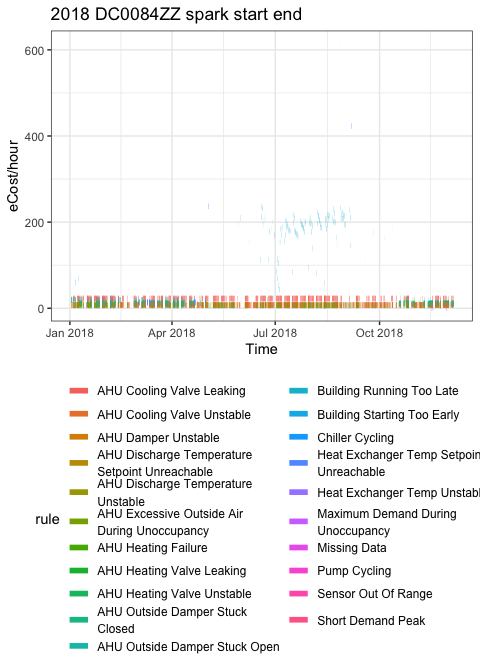 2018 DC0084ZZ spark start end
600
400
200
0
eCost/hour
Jan 2018 Apr 2018 Jul 2018 Oct 2018
Time
rule
AHU Cooling Valve Leaking
AHU Cooling Valve Unstable
AHU Damper Unstable
AHU Discharge Temperature
Setpoint Unreachable
AHU Discharge Temperature
Unstable
AHU Excessive Outside Air
During Unoccupancy
AHU Heating Failure
AHU Heating Valve Leaking
AHU Heating Valve Unstable
AHU Outside Damper Stuck
Closed
AHU Outside Damper Stuck Open
Building Running Too Late
Building Starting Too Early
Chiller Cycling
Heat Exchanger Temp Setpoin
Unreachable
Heat Exchanger Temp Unstabl
Maximum Demand During
Unoccupancy
Missing Data
Pump Cycling
Sensor Out Of Range
Short Demand Peak